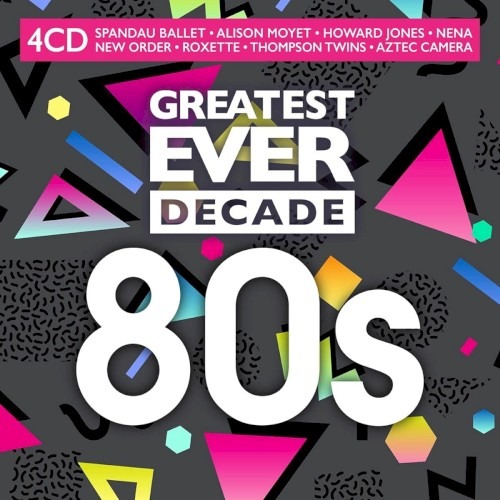 4CD
SPANDAU BALLET • ALISON MOYET • HOWARD JONES • NENA
NEW ORDER • ROXETTE • THOMPSON TWINS • AZTEC CAMERA
GREATEST
EVER
DECADE
80s